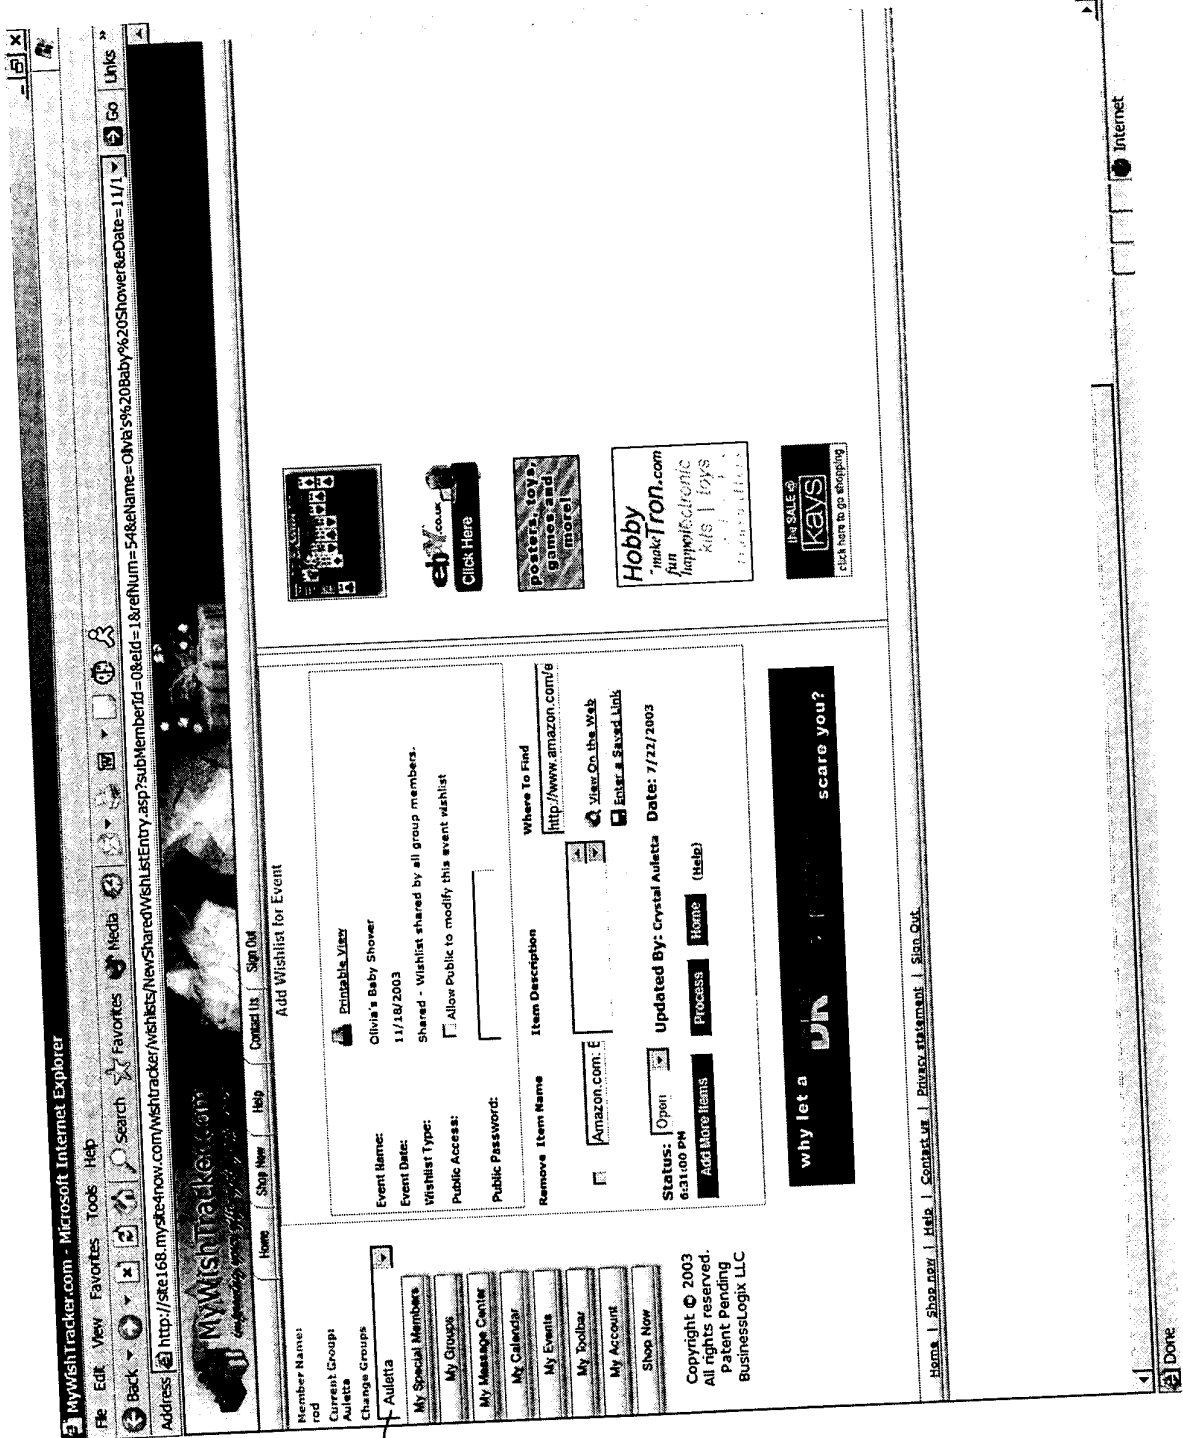 MyWishTracker.com - Microsoft Internet Explorer
File Edit View Favorites Tools Help
Back Search Favorites Media
Address http://site168.mysite4now.com/wishtracker/wishlists/NewSharedWishListEntry.asp?subMemberId=0&eId=1&refNum=54&eName=Olivia's%20Baby%20Shower&eDate=11/1 Go Links »
MyWishTracker.com
Home Shop Now Help Contact Us Sign Out
Member Name:
rod
Current Group:
Auletta
Change Groups
Auletta
My Special Members
My Groups
My Message Center
My Calendar
My Events
My Toolbar
My Account
Shop Now
Copyright © 2003
All rights reserved.
Patent Pending
BusinessLogix LLC
Add Wishlist for Event
Printable View
Event Name: Olivia's Baby Shower
Event Date: 11/18/2003
Wishlist Type: Shared - Wishlist shared by all group members.
Public Access: Allow Public to modify this event wishlist
Public Password:
Remove Item Name Item Description Where To Find
Amazon.com: E http://www.amazon.com/e
View On the Web
Enter a Saved Link
Status: Open Updated By: Crystal Auletta Date: 7/22/2003
6:31:00 PM
Add More Items Process Home (Help)
why let a scare you?
ebY.co.uk
Click Here
posters, toys,
games and
more!
Hobby
Tron.com
"make
fun
happen"
electronic
kits | toys
the SALE @
kays
click here to go shopping
Home | Shop now | Help | Contact us | Privacy statement | Sign Out
Done Internet